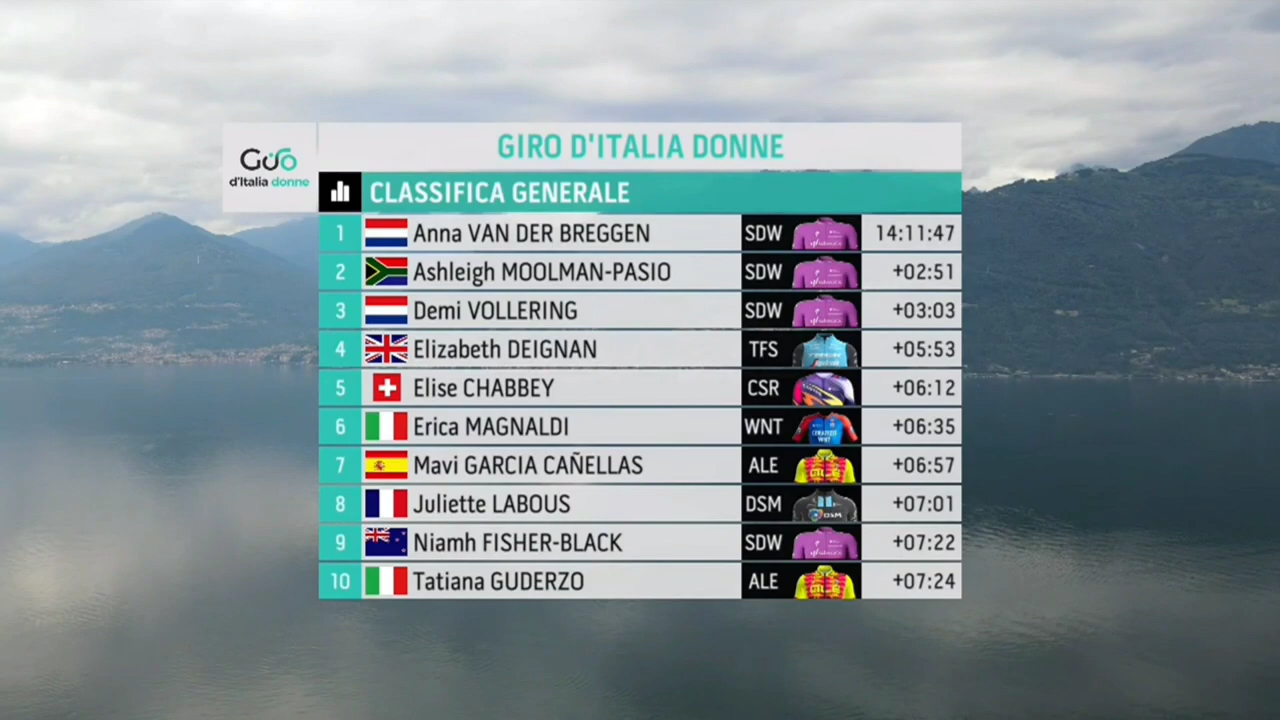 Giro
d'Italia donne
GIRO D'ITALIA DONNE
CLASSIFICA GENERALE
1 Anna VAN DER BREGGEN SDW 14:11:47
2 Ashleigh MOOLMAN-PASIO SDW +02:51
3 Demi VOLLERING SDW +03:03
4 Elizabeth DEIGNAN TFS +05:53
5 Elise CHABBEY CSR +06:12
6 Erica MAGNALDI WNT +06:35
7 Mavi GARCIA CAÑELLAS ALE +06:57
8 Juliette LABOUS DSM +07:01
9 Niamh FISHER-BLACK SDW +07:22
10 Tatiana GUDERZO ALE +07:24